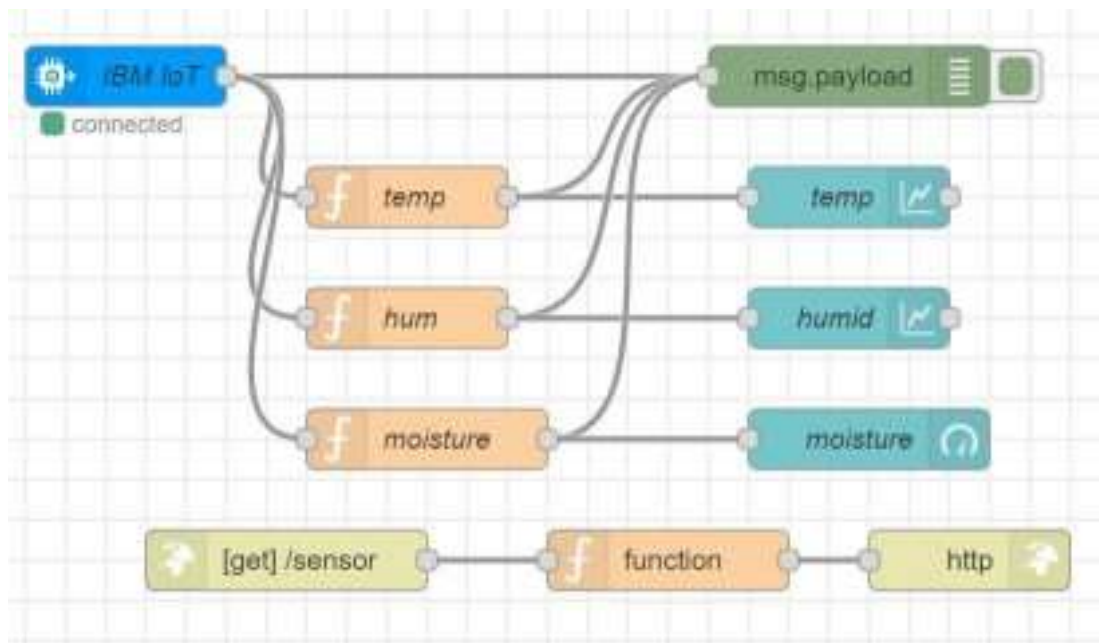 IBM IoT
msg.payload
connected
temp
temp
hum
humid
moisture
moisture
[get] /sensor
function
http